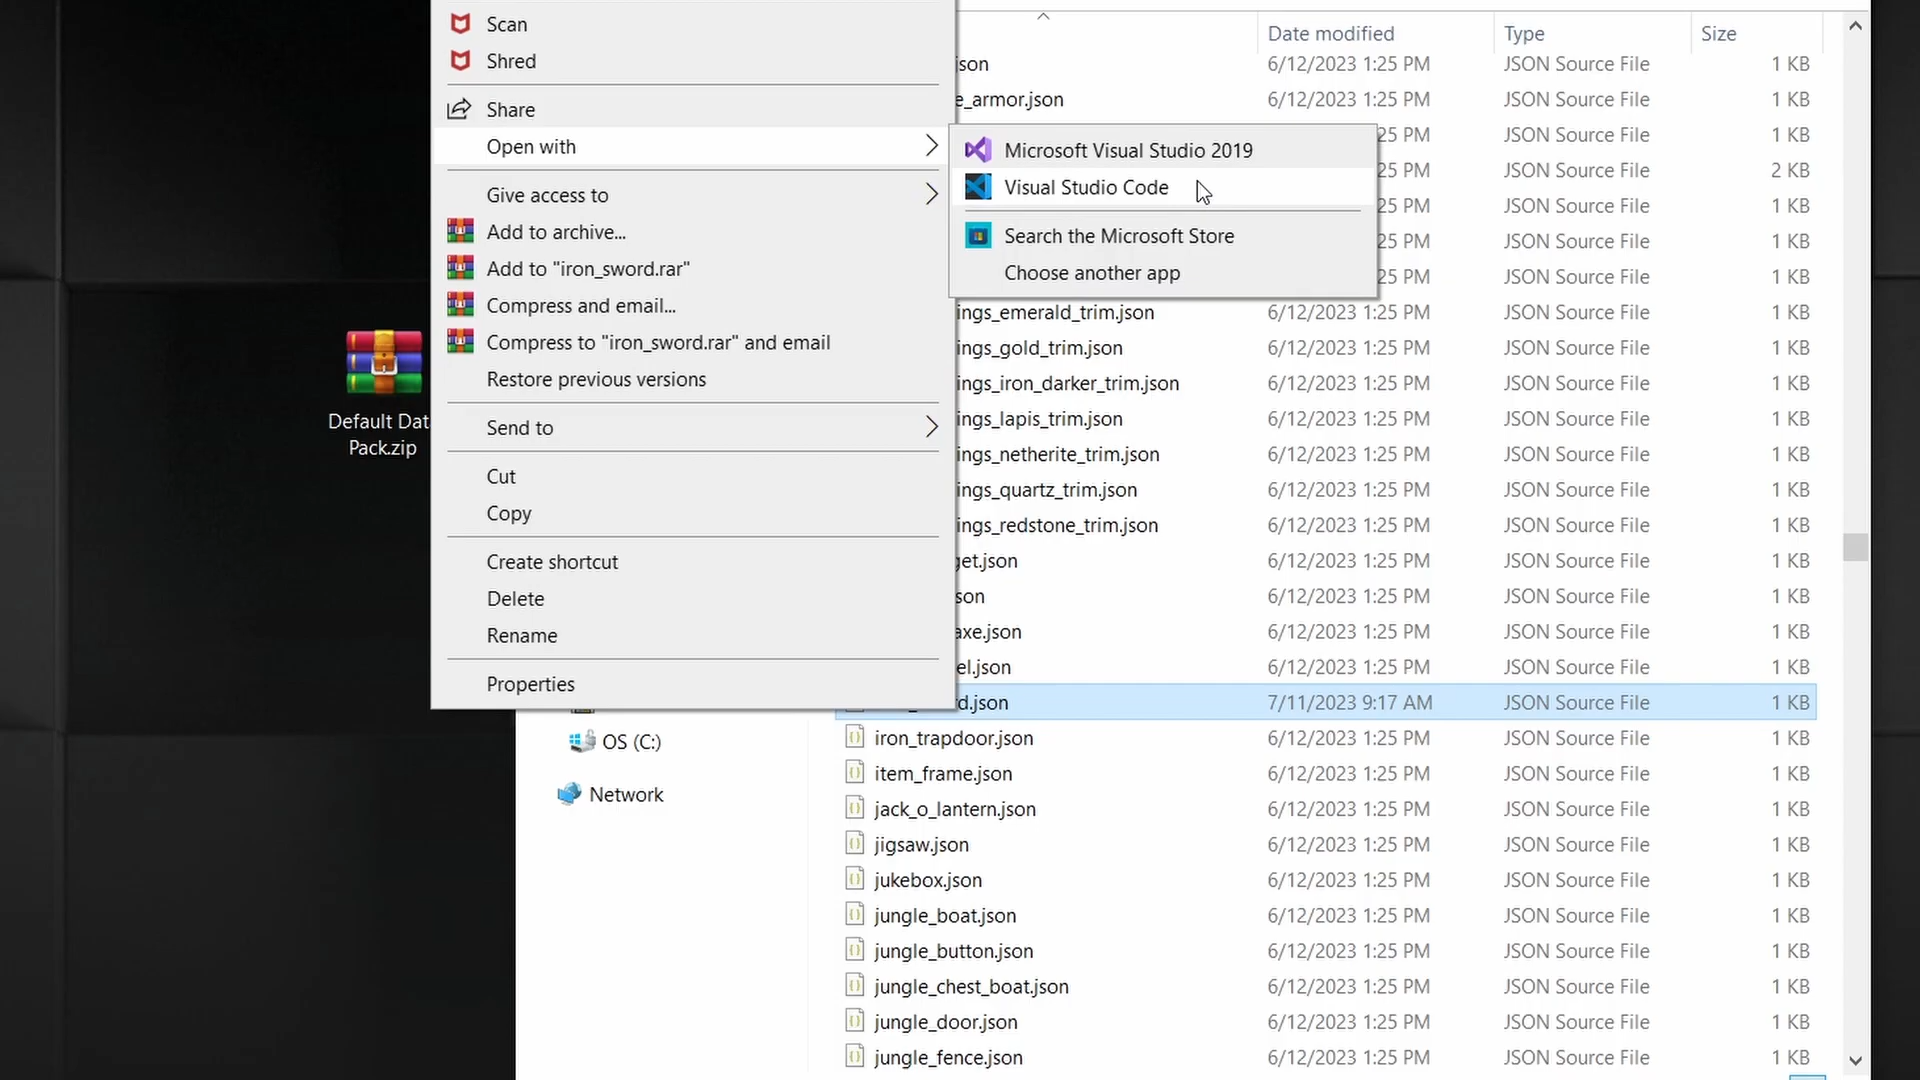 Scan
Shred
Share
Open with
Give access to
Add to archive...
Add to "iron_sword.rar"
Compress and email...
Compress to "iron_sword.rar" and email
Restore previous versions
Send to
Cut
Copy
Create shortcut
Delete
Rename
Properties
Microsoft Visual Studio 2019
Visual Studio Code
Search the Microsoft Store
Choose another app
Default Dat
Pack.zip
OS (C:)
Network
Date modified Type Size
son 6/12/2023 1:25 PM JSON Source File 1 KB
e_armor.json 6/12/2023 1:25 PM JSON Source File 1 KB
25 PM JSON Source File 1 KB
25 PM JSON Source File 2 KB
25 PM JSON Source File 1 KB
25 PM JSON Source File 1 KB
25 PM JSON Source File 1 KB
ings_emerald_trim.json 6/12/2023 1:25 PM JSON Source File 1 KB
ings_gold_trim.json 6/12/2023 1:25 PM JSON Source File 1 KB
ings_iron_darker_trim.json 6/12/2023 1:25 PM JSON Source File 1 KB
ings_lapis_trim.json 6/12/2023 1:25 PM JSON Source File 1 KB
ings_netherite_trim.json 6/12/2023 1:25 PM JSON Source File 1 KB
ings_quartz_trim.json 6/12/2023 1:25 PM JSON Source File 1 KB
ings_redstone_trim.json 6/12/2023 1:25 PM JSON Source File 1 KB
get.json 6/12/2023 1:25 PM JSON Source File 1 KB
son 6/12/2023 1:25 PM JSON Source File 1 KB
axe.json 6/12/2023 1:25 PM JSON Source File 1 KB
el.json 6/12/2023 1:25 PM JSON Source File 1 KB
d.json 7/11/2023 9:17 AM JSON Source File 1 KB
iron_trapdoor.json 6/12/2023 1:25 PM JSON Source File 1 KB
item_frame.json 6/12/2023 1:25 PM JSON Source File 1 KB
jack_o_lantern.json 6/12/2023 1:25 PM JSON Source File 1 KB
jigsaw.json 6/12/2023 1:25 PM JSON Source File 1 KB
jukebox.json 6/12/2023 1:25 PM JSON Source File 1 KB
jungle_boat.json 6/12/2023 1:25 PM JSON Source File 1 KB
jungle_button.json 6/12/2023 1:25 PM JSON Source File 1 KB
jungle_chest_boat.json 6/12/2023 1:25 PM JSON Source File 1 KB
jungle_door.json 6/12/2023 1:25 PM JSON Source File 1 KB
jungle_fence.json 6/12/2023 1:25 PM JSON Source File 1 KB